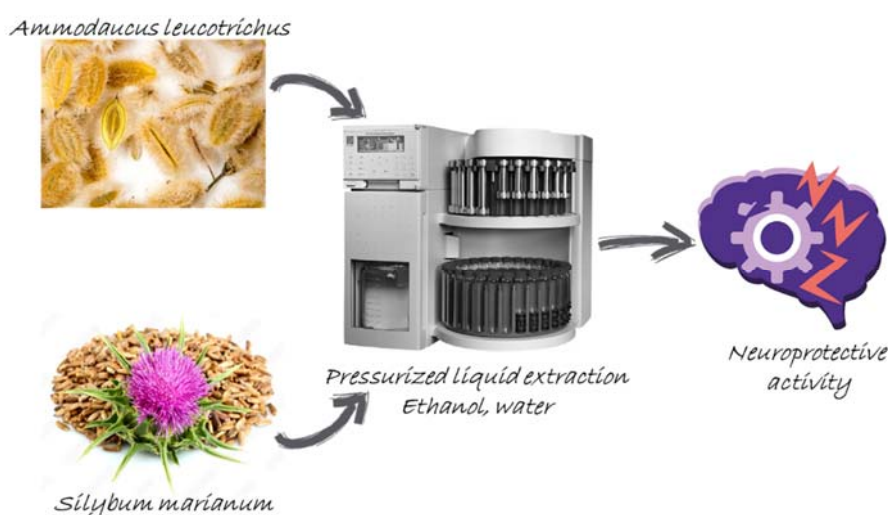 Ammodaucus leucotrichus
Pressurized liquid extraction
Ethanol, water
Neuroprotective
activity
Silybum marianum